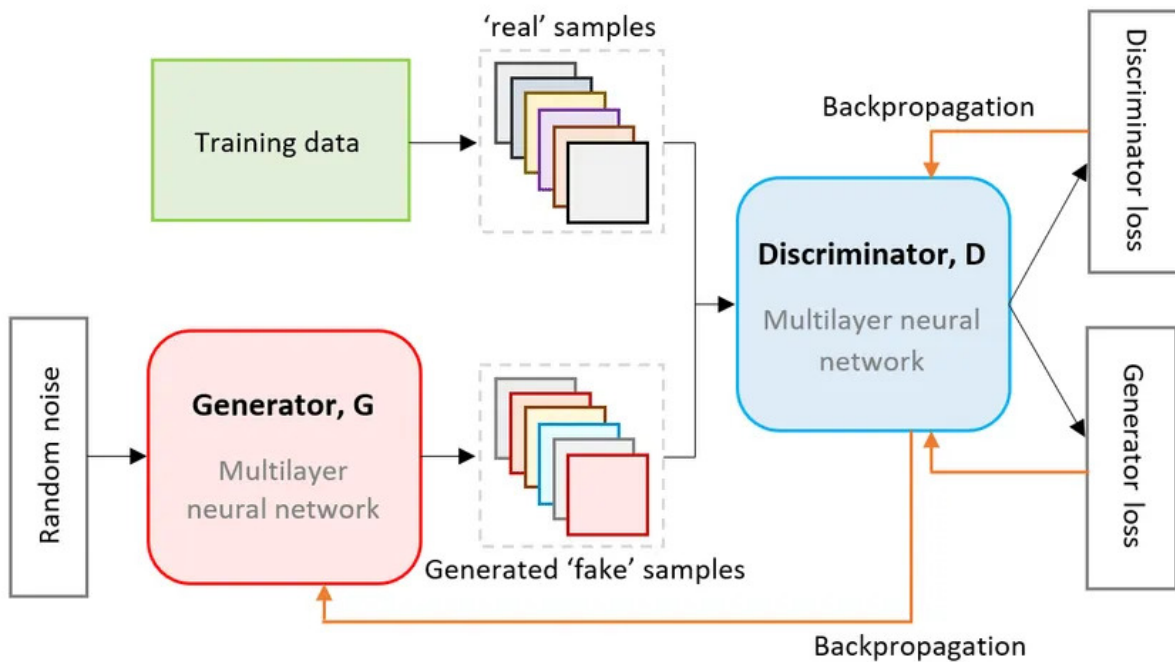 ‘real’ samples
Training data
Backpropagation
Discriminator loss
Discriminator, D
Multilayer neural
network
Random noise
Generator, G
Multilayer
neural network
Generated ‘fake’ samples
Generator loss
Backpropagation